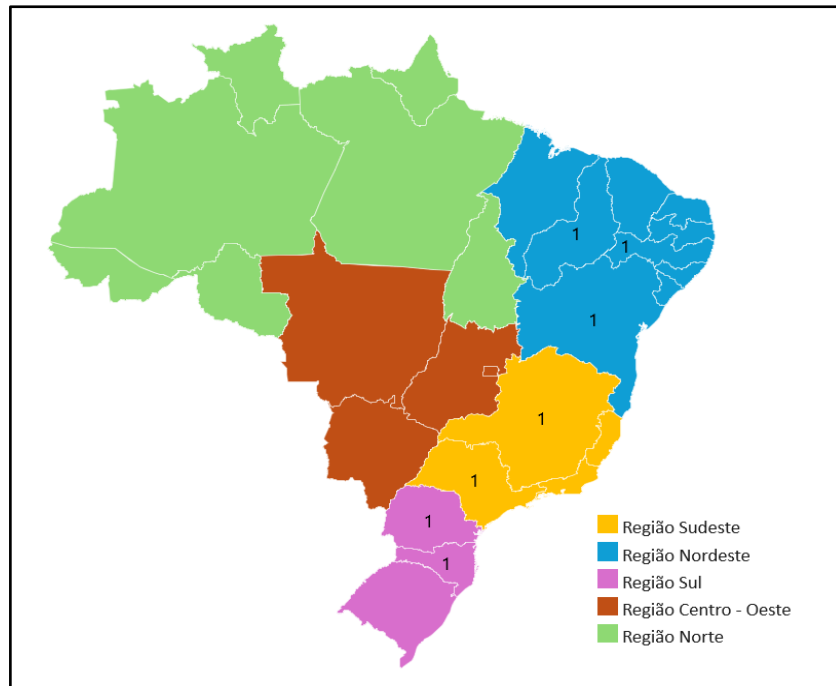 1
1
1
1
1
1
1
Região Sudeste
Região Nordeste
Região Sul
Região Centro - Oeste
Região Norte